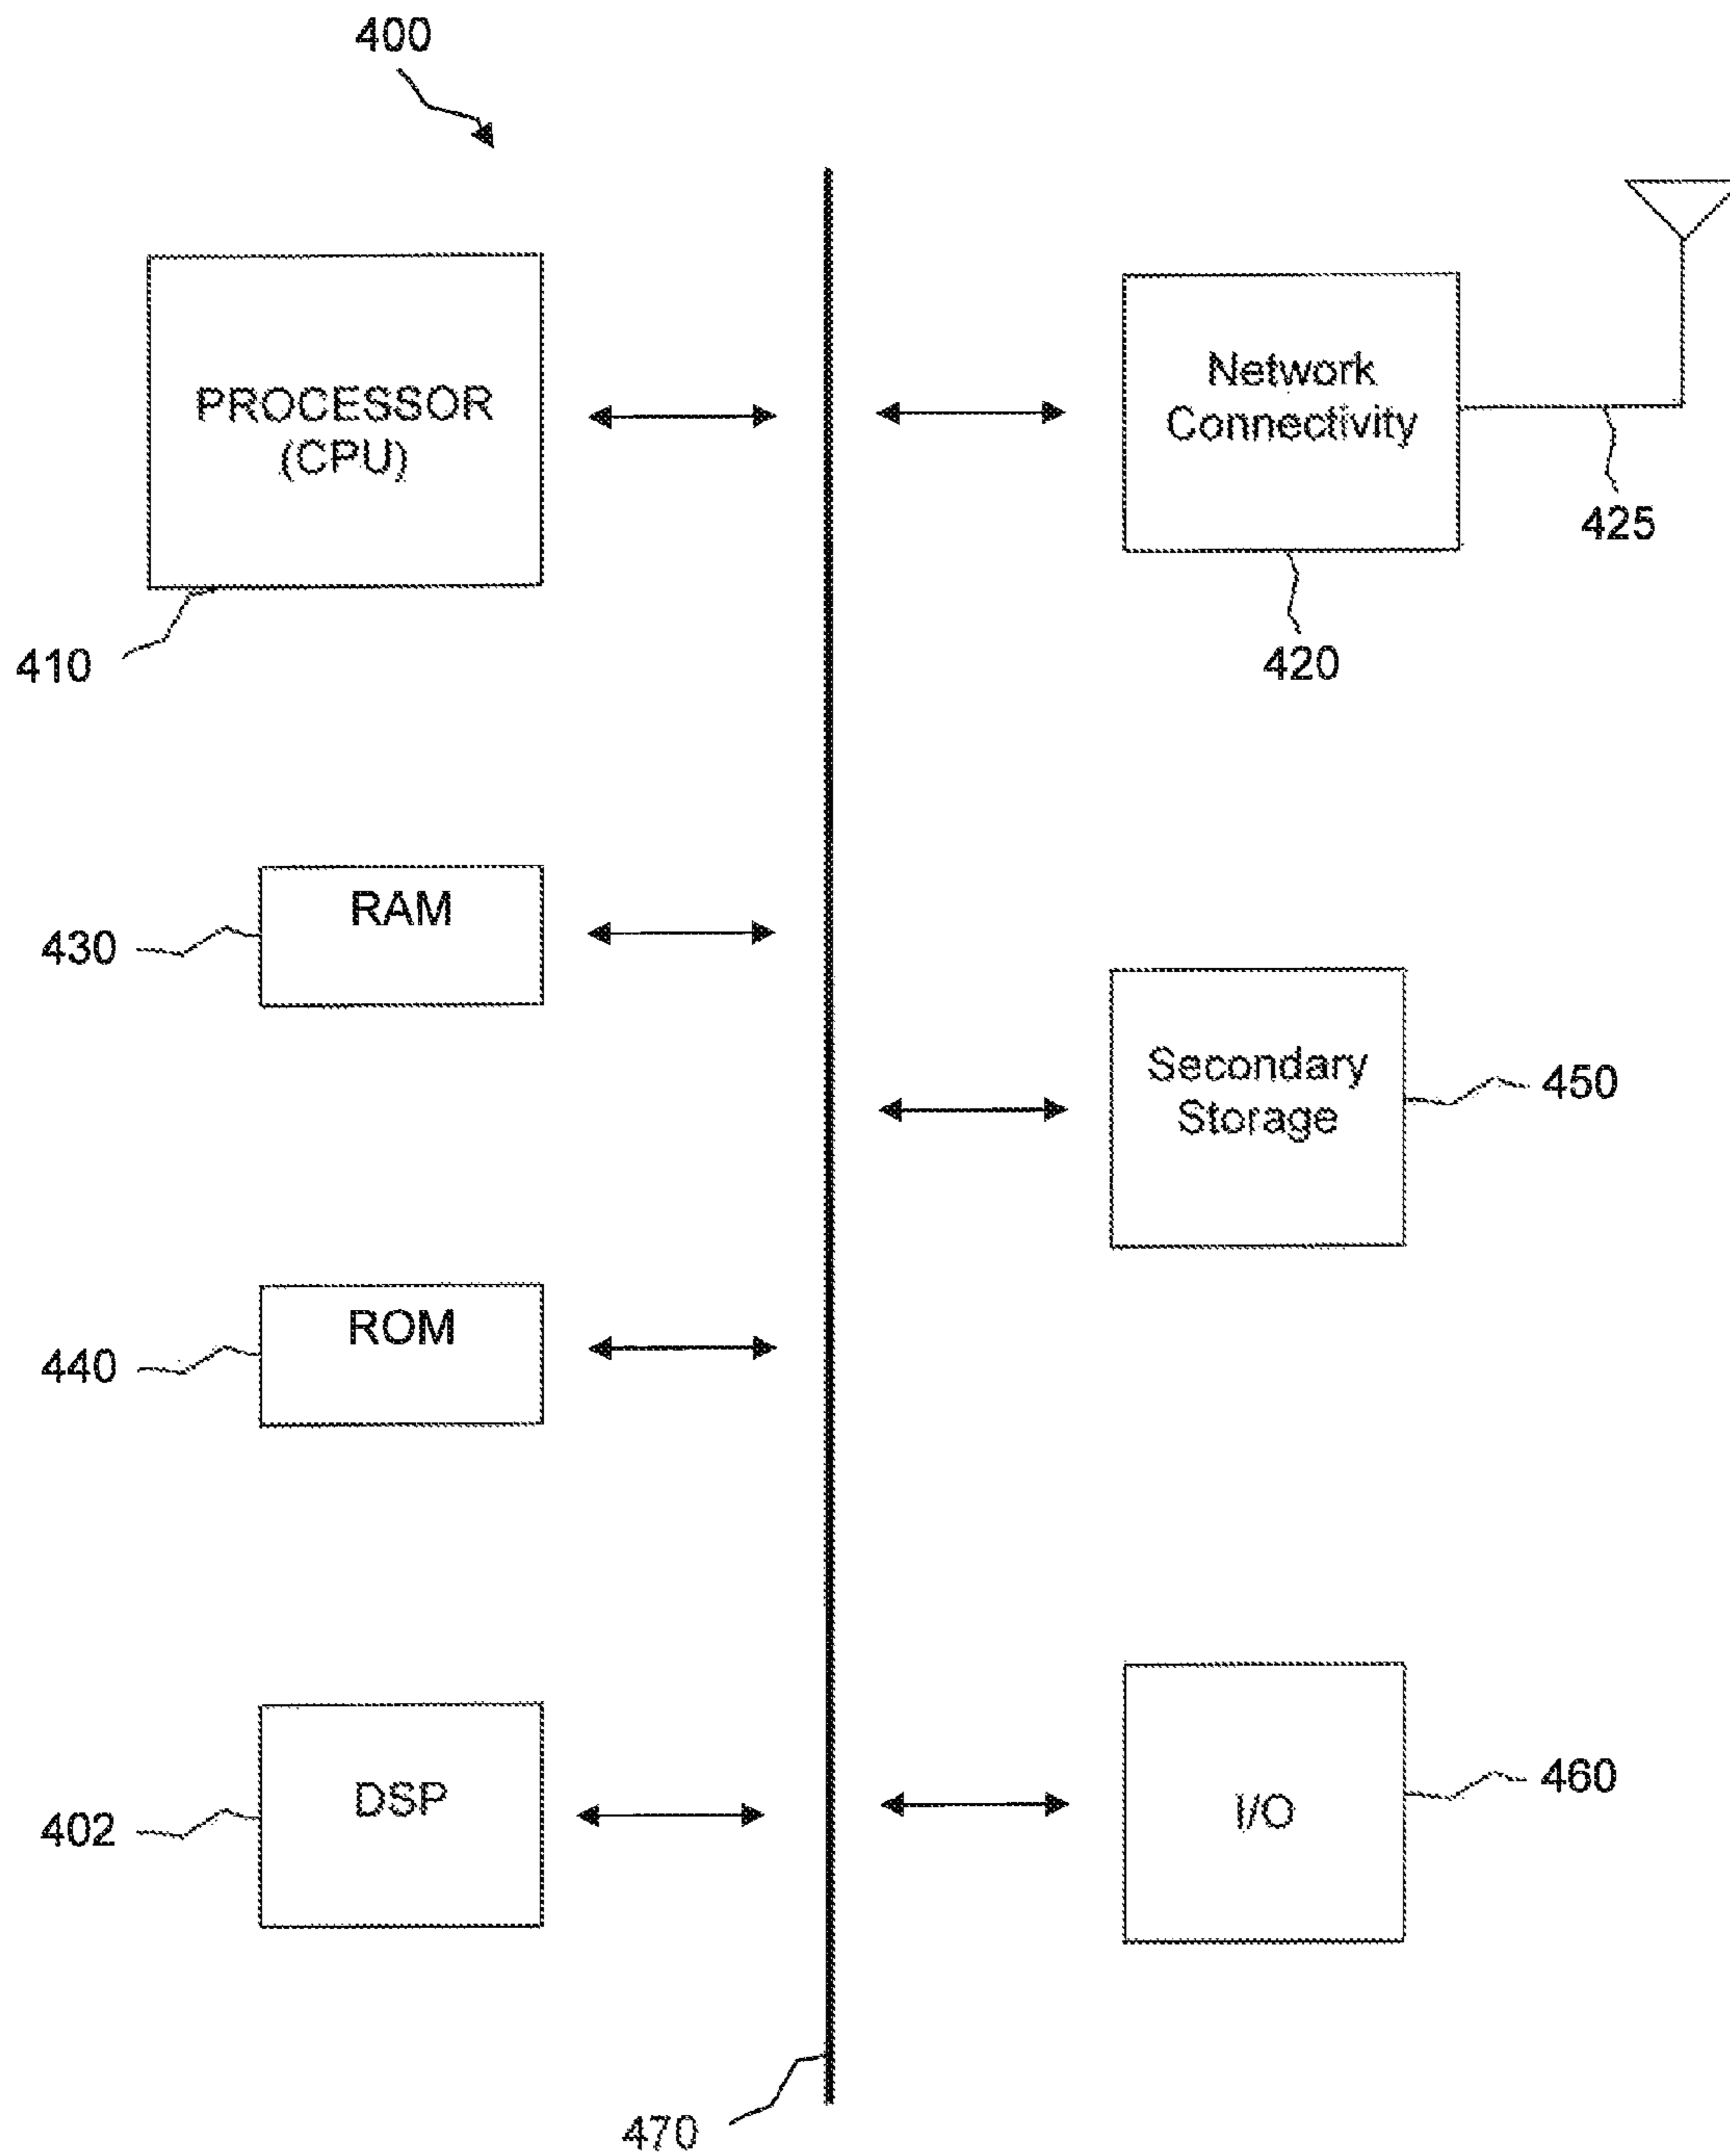 400
PROCESSOR
(CPU)
410
Network
Connectivity
425
420
RAM
430
Secondary
Storage
450
ROM
440
DSP
402
I/O
460
470